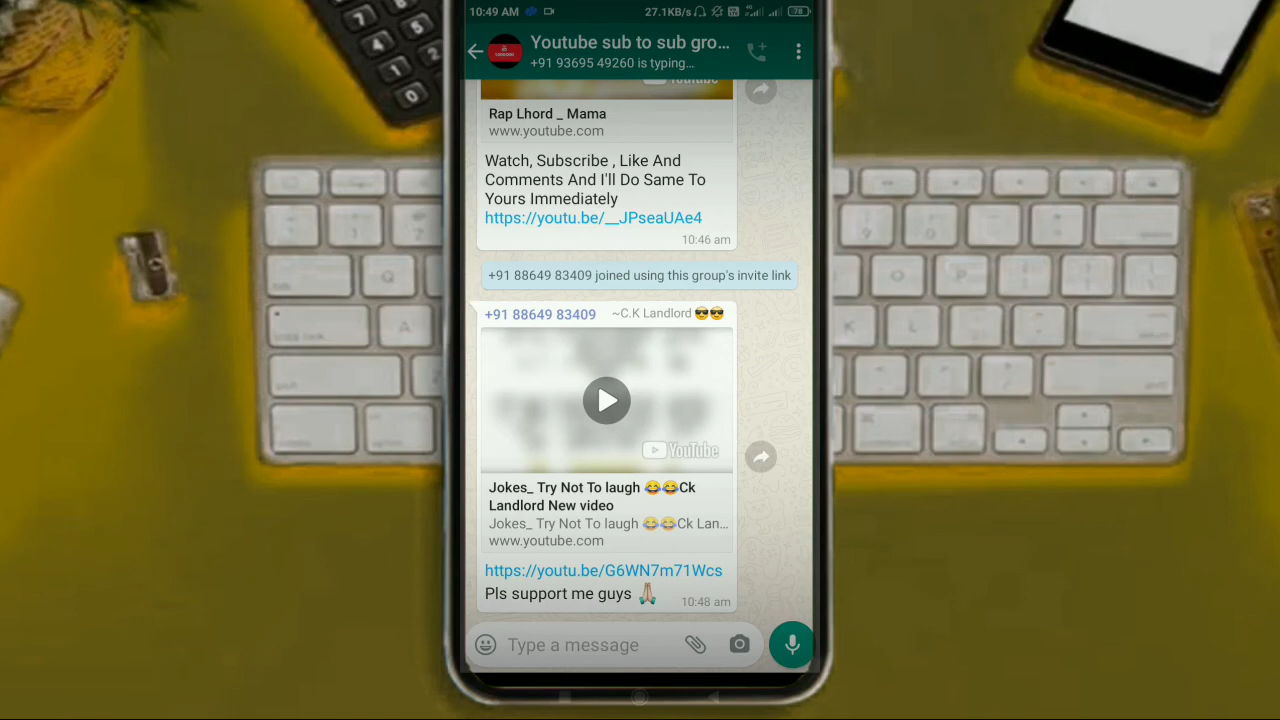 10:49 AM
27.1KB/s
78
Youtube sub to sub gro...
+91 93695 49260 is typing...
YouTube
Rap Lhord _ Mama
www.youtube.com
Watch, Subscribe , Like And
Comments And I'll Do Same To
Yours Immediately
https://youtu.be/__JPseaUAe4
10:46 am
+91 88649 83409 joined using this group's invite link
+91 88649 83409 ~C.K Landlord 😎😎
YouTube
Jokes_ Try Not To laugh 😂😂Ck
Landlord New video
Jokes_ Try Not To laugh 😂😂Ck Lan...
www.youtube.com
https://youtu.be/G6WN7m71Wcs
Pls support me guys 🙏🏼
10:48 am
Type a message